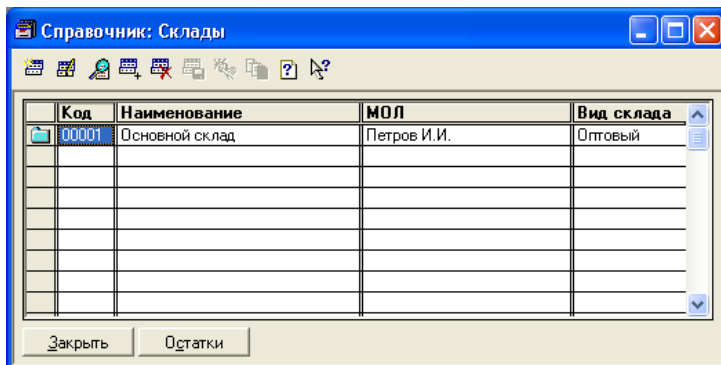 Справочник: Склады
Код Наименование МОЛ Вид склада
00001 Основной склад Петров И.И. Оптовый
Закрыть Остатки